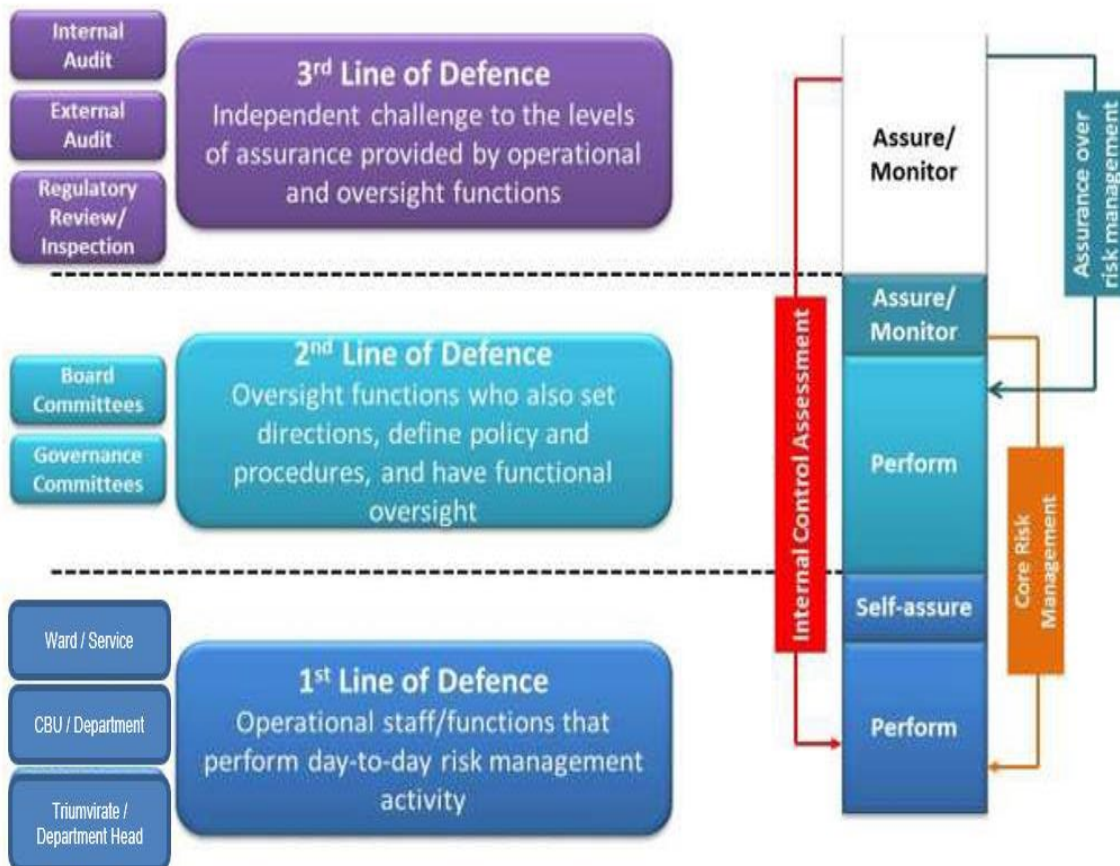 Internal
Audit
External
Audit
Regulatory
Review/
Inspection
3rd Line of Defence
Independent challenge to the levels
of assurance provided by operational
and oversight functions
Board
Committees
Governance
Committees
2nd Line of Defence
Oversight functions who also set
directions, define policy and
procedures, and have functional
oversight
Ward / Service
CBU / Department
Triumvirate /
Department Head
1st Line of Defence
Operational staff/functions that
perform day-to-day risk management
activity
Internal Control Assessment
Assure/
Monitor
Assure/
Monitor
Perform
Self-assure
Perform
Core Risk
Management
Assurance over
risk management